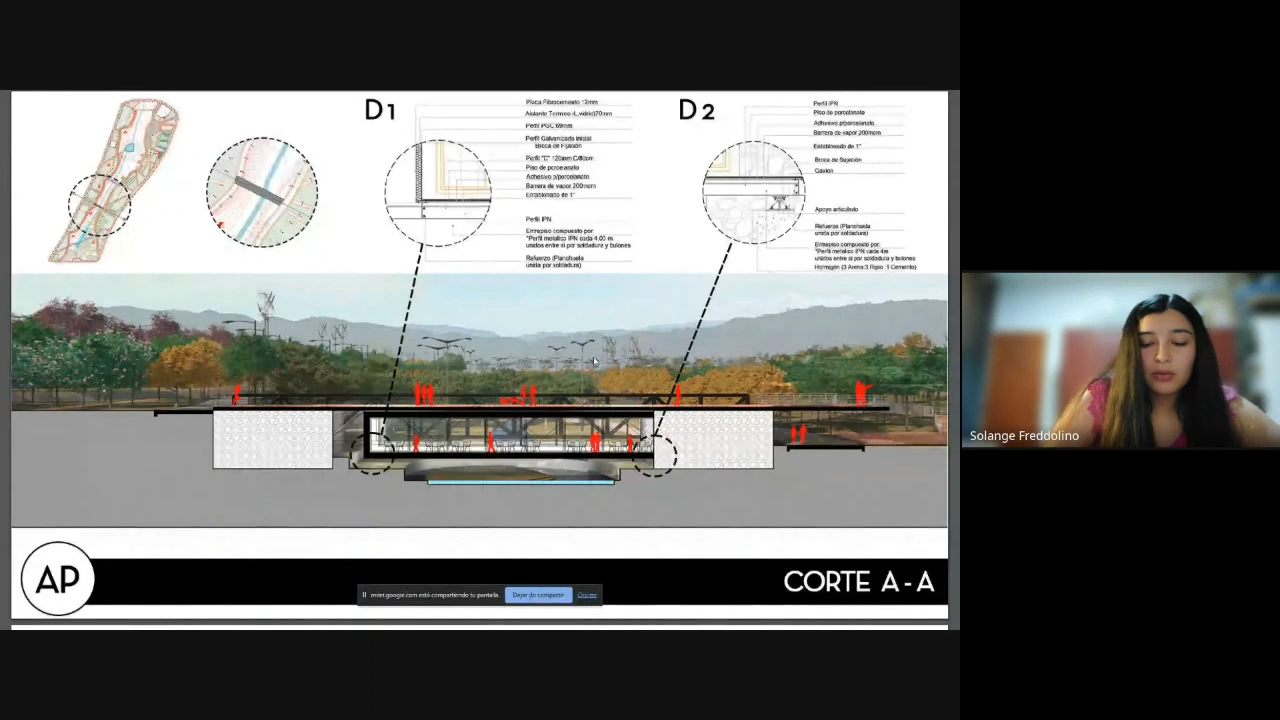 D1
Placa Fibrocemento 12mm
Aislante Termico (L.vidrio)70mm
Perfil PGC 69mm
Perfil Galvanizado Inicial
Broca de Fijación
Perfil "C" 120mm C/60cm
Piso de porcelanato
Adhesivo p/porcelanato
Barrera de vapor 200mcm
Entablonado de 1"
Perfil IPN
Entrepiso compuesto por:
*Perfil metalico IPN cada 4.00 m
unidos entre si por soldadura y bulones
Refuerzo (Planchuela
unida por soldadura)
D2
Perfil IPN
Piso de porcelanato
Adhesivo p/porcelanato
Barrera de vapor 200mcm
Entablonado de 1"
Broca de Sujeción
Gavion
Apoyo articulado
Refuerzo (Planchuela
unida por soldadura)
Entrepiso compuesto por:
*Perfil metalico IPN cada 4m
unidos entre si por soldadura y bulones
Hormigón (3 Arena:3 Ripio :1 Cemento)
Solange Freddolino
AP
CORTE A - A
meet.google.com está compartiendo tu pantalla.
Dejar de compartir
Ocultar